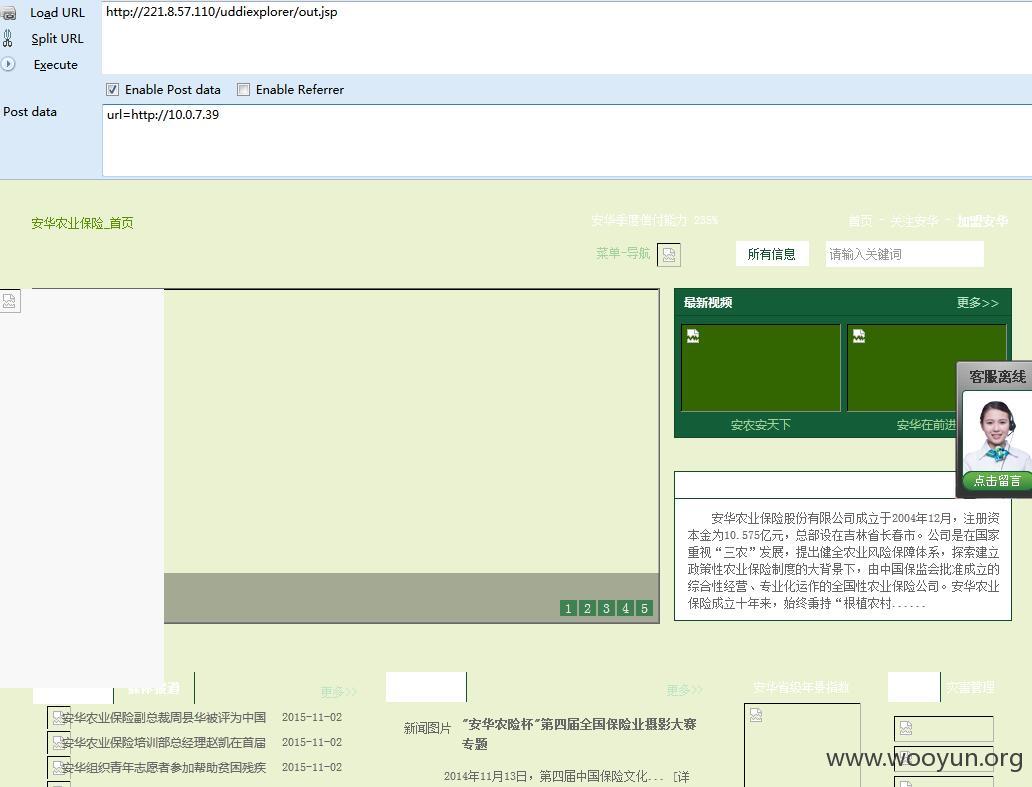 Load URL
http://221.8.57.110/uddiexplorer/out.jsp
Split URL
Execute
Enable Post data
Enable Referrer
Post data
url=http://10.0.7.39
安华农业保险_首页
安华季度偿付能力 235%
首页 - 关注安华 - 加盟安华
菜单-导航
所有信息
请输入关键词
最新视频
更多>>
安农安天下
安华在前进
客服离线
点击留言
安华农业保险股份有限公司成立于2004年12月，注册资
本金为10.575亿元，总部设在吉林省长春市。公司是在国家
重视“三农”发展，提出健全农业风险保障体系，探索建立
政策性农业保险制度的大背景下，由中国保监会批准成立的
综合性经营、专业化运作的全国性农业保险公司。安华农业
保险成立十年来，始终秉持“根植农村......
1 2 3 4 5
媒体报道
更多>>
更多>>
安华省级年景指数
灾害管理
安华农业保险副总裁周县华被评为中国
2015-11-02
安华农业保险培训部总经理赵凯在首届
2015-11-02
安华组织青年志愿者参加帮助贫困残疾
2015-11-02
新闻图片
"安华农险杯"第四届全国保险业摄影大赛
专题
2014年11月13日，第四届中国保险文化... [详
www.wooyun.org